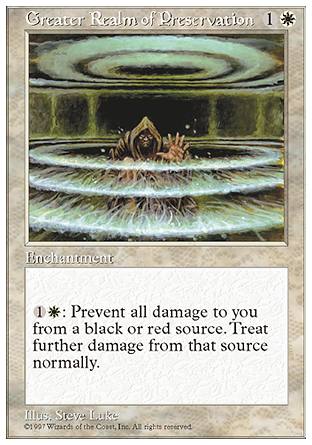 Greater Realm of Preservation 1
Enchantment
1 : Prevent all damage to you
from a black or red source. Treat
further damage from that source
normally.
Illus. Steve Luke
©1997 Wizards of the Coast, Inc. All rights reserved.